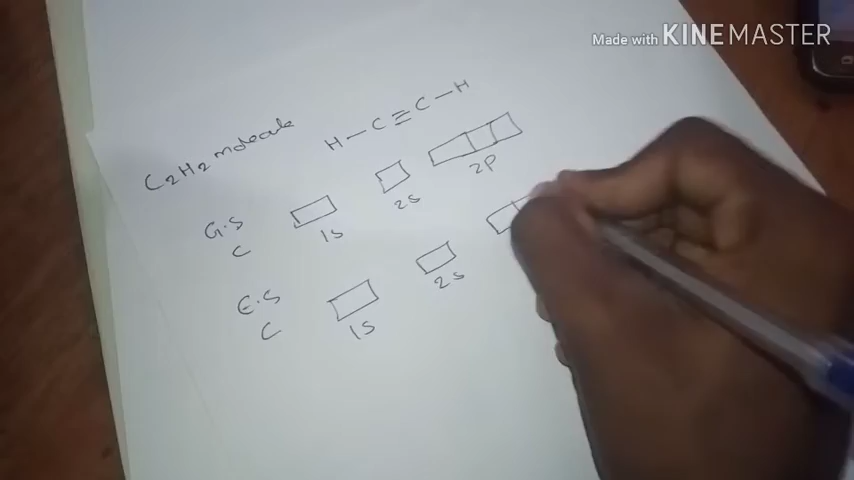 Made with KINEMASTER
C2H2 molecule
H-C≡C-H
G.S
C
1s
2s
2p
E.S
C
1s
2s